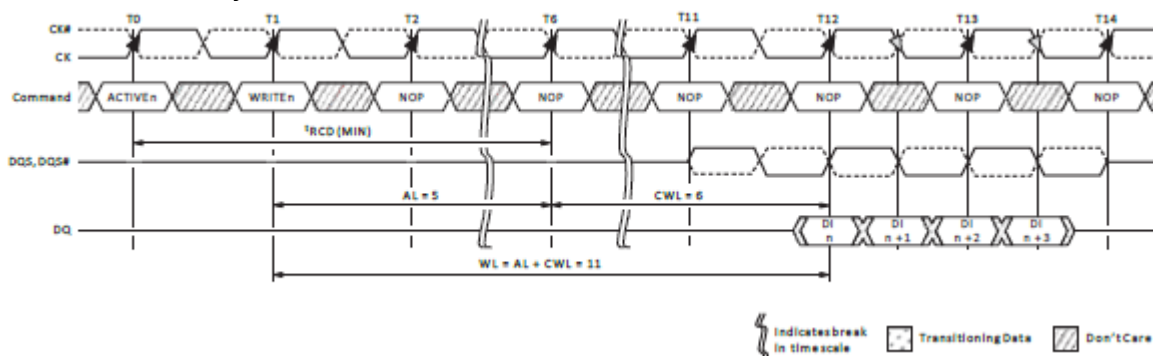 T0 T1 T2 T6 T11 T12 T13 T14
CK#
CK
Command ACTIVEn WRITEn NOP NOP NOP NOP NOP NOP
tRCD (MIN)
DQS, DQS#
AL = 5 CWL = 6
DQ DI n DI n + 1 DI n + 2 DI n + 3
WL = AL + CWL = 11
Indicates break in time scale Transitioning Data Don't Care